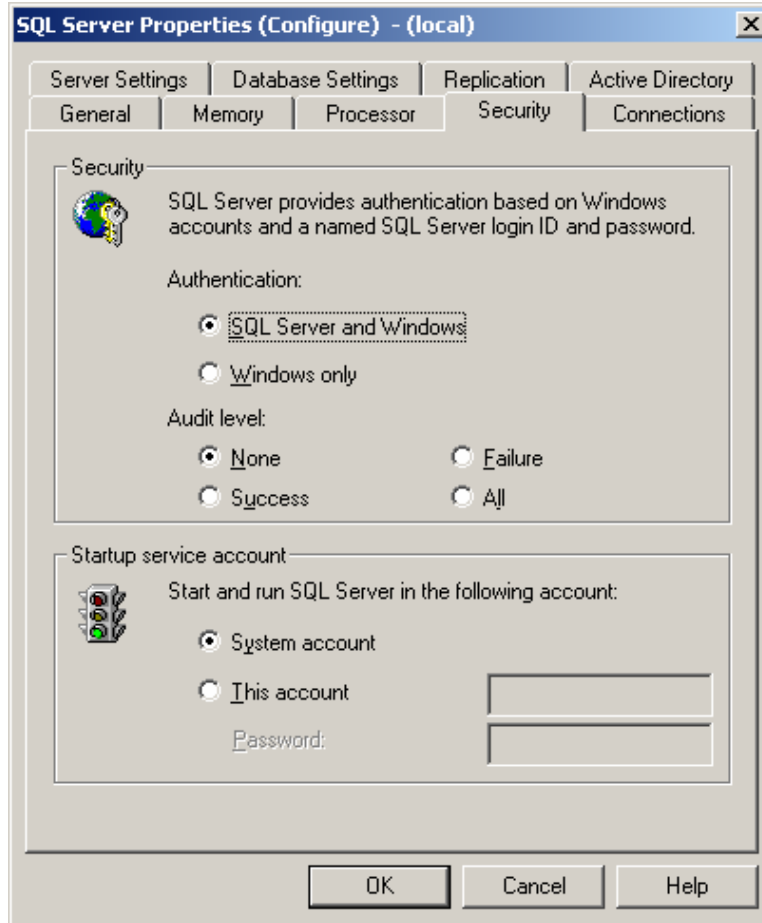 SQL Server Properties (Configure) - (local)
Server Settings
Database Settings
Replication
Active Directory
General
Memory
Processor
Security
Connections
Security
SQL Server provides authentication based on Windows
accounts and a named SQL Server login ID and password.
Authentication:
SQL Server and Windows
Windows only
Audit level:
None
Failure
Success
All
Startup service account
Start and run SQL Server in the following account:
System account
This account
Password:
OK
Cancel
Help